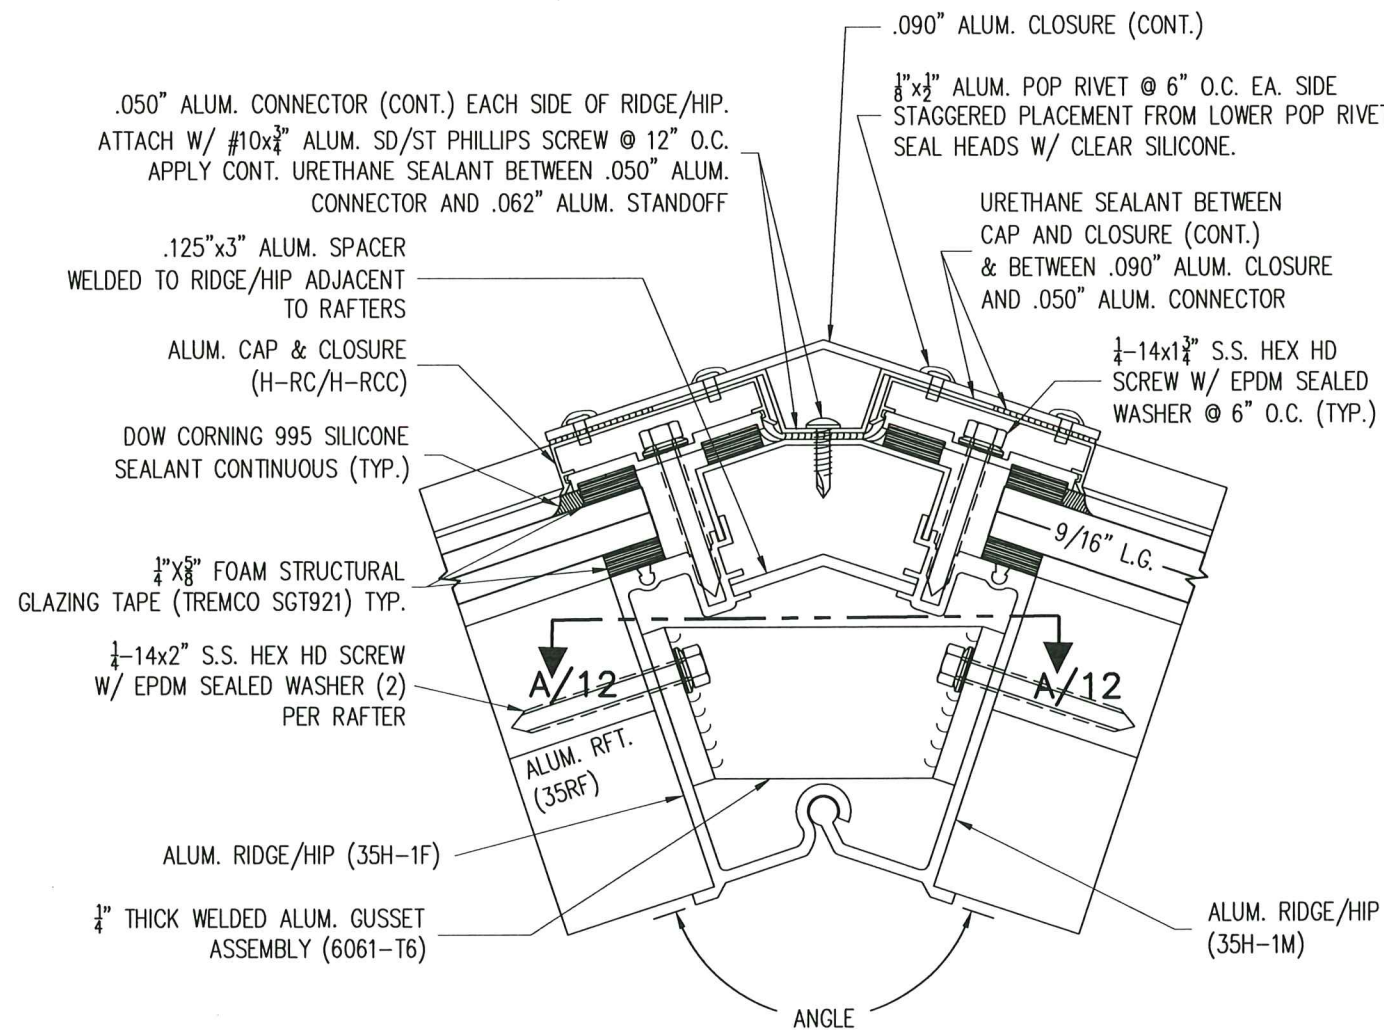 .090” ALUM. CLOSURE (CONT.)
⅛”x½” ALUM. POP RIVET @ 6” O.C. EA. SIDE
STAGGERED PLACEMENT FROM LOWER POP RIVET
SEAL HEADS W/ CLEAR SILICONE.
.050” ALUM. CONNECTOR (CONT.) EACH SIDE OF RIDGE/HIP.
ATTACH W/ #10x¾” ALUM. SD/ST PHILLIPS SCREW @ 12” O.C.
APPLY CONT. URETHANE SEALANT BETWEEN .050” ALUM.
CONNECTOR AND .062” ALUM. STANDOFF
URETHANE SEALANT BETWEEN
CAP AND CLOSURE (CONT.)
& BETWEEN .090” ALUM. CLOSURE
AND .050” ALUM. CONNECTOR
.125”x3” ALUM. SPACER
WELDED TO RIDGE/HIP ADJACENT
TO RAFTERS
¼-14x1¾” S.S. HEX HD
SCREW W/ EPDM SEALED
WASHER @ 6” O.C. (TYP.)
ALUM. CAP & CLOSURE
(H-RC/H-RCC)
DOW CORNING 995 SILICONE
SEALANT CONTINUOUS (TYP.)
9/16” L.G.
¼”X⅝” FOAM STRUCTURAL
GLAZING TAPE (TREMCO SGT921) TYP.
¼-14x2” S.S. HEX HD SCREW
W/ EPDM SEALED WASHER (2)
PER RAFTER
A/12
A/12
ALUM. RFT.
(35RF)
ALUM. RIDGE/HIP (35H-1F)
¼” THICK WELDED ALUM. GUSSET
ASSEMBLY (6061-T6)
ALUM. RIDGE/HIP
(35H-1M)
ANGLE